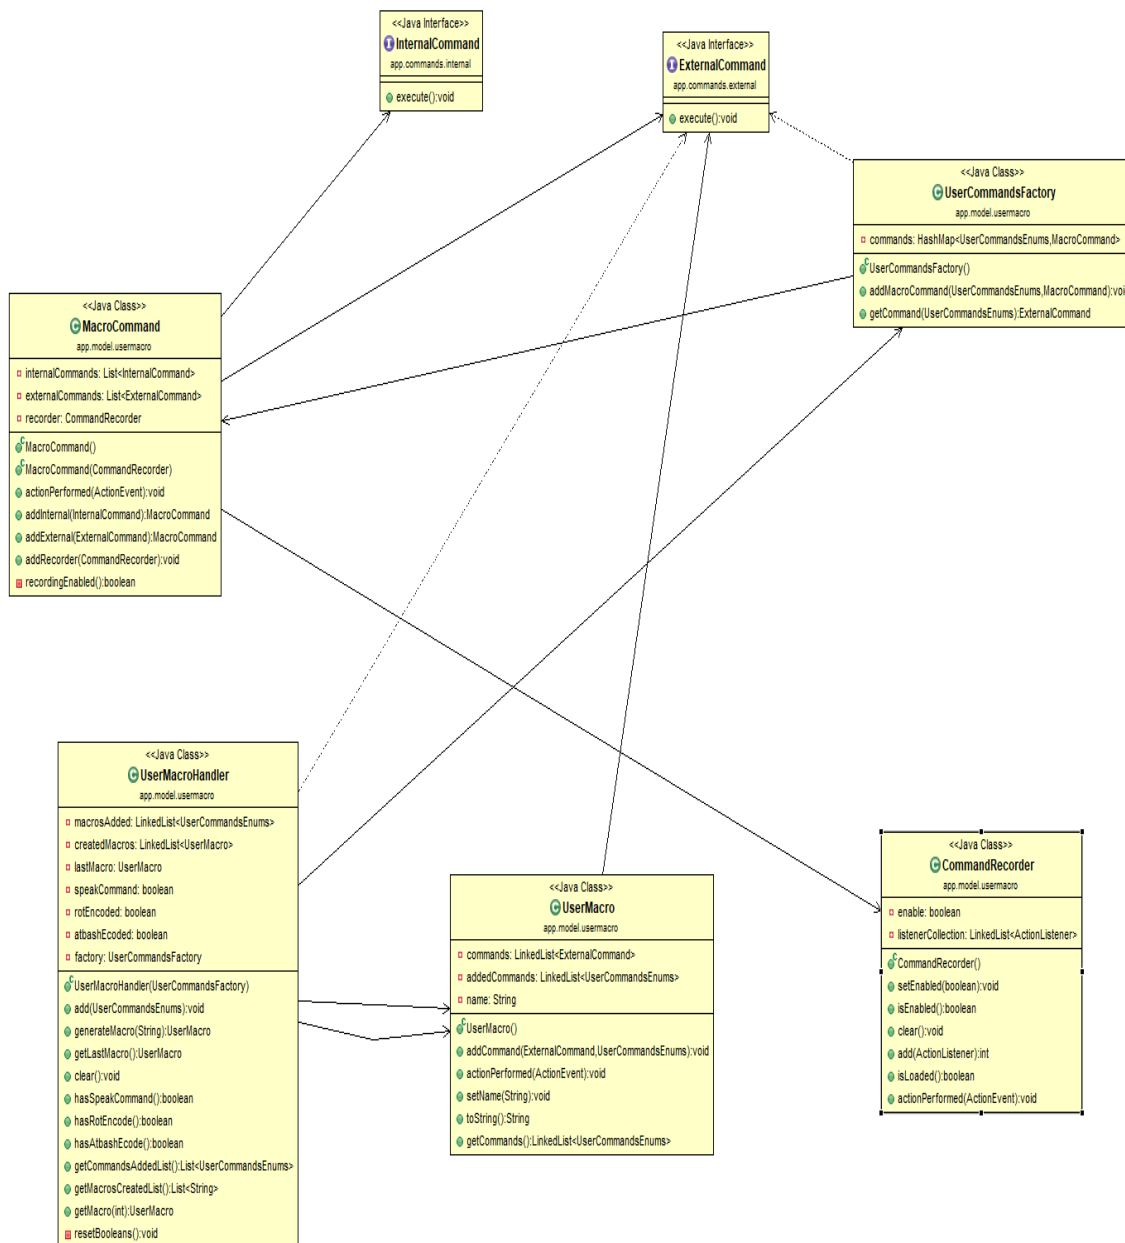 <<Java Interface>>
InternalCommand
app.commands.internal
execute():void
<<Java Interface>>
ExternalCommand
app.commands.external
execute():void
<<Java Class>>
UserCommandsFactory
app.model.usermacro
commands: HashMap<UserCommandsEnums,MacroCommand>
UserCommandsFactory()
addMacroCommand(UserCommandsEnums,MacroCommand):void
getCommand(UserCommandsEnums):ExternalCommand
<<Java Class>>
MacroCommand
app.model.usermacro
internalCommands: List<InternalCommand>
externalCommands: List<ExternalCommand>
recorder: CommandRecorder
MacroCommand()
MacroCommand(CommandRecorder)
actionPerformed(ActionEvent):void
addInternal(InternalCommand):MacroCommand
addExternal(ExternalCommand):MacroCommand
addRecorder(CommandRecorder):void
recordingEnabled():boolean
<<Java Class>>
UserMacroHandler
app.model.usermacro
macrosAdded: LinkedList<UserCommandsEnums>
createdMacros: LinkedList<UserMacro>
lastMacro: UserMacro
speakCommand: boolean
rotEncoded: boolean
atbashEcoded: boolean
factory: UserCommandsFactory
UserMacroHandler(UserCommandsFactory)
add(UserCommandsEnums):void
generateMacro(String):UserMacro
getLastMacro():UserMacro
clear():void
hasSpeakCommand():boolean
hasRotEncode():boolean
hasAtbashEcode():boolean
getCommandsAddedList():List<UserCommandsEnums>
getMacrosCreatedList():List<String>
getMacro(int):UserMacro
resetBooleans():void
<<Java Class>>
UserMacro
app.model.usermacro
commands: LinkedList<ExternalCommand>
addedCommands: LinkedList<UserCommandsEnums>
name: String
UserMacro()
addCommand(ExternalCommand,UserCommandsEnums):void
actionPerformed(ActionEvent):void
setName(String):void
toString():String
getCommands():LinkedList<UserCommandsEnums>
<<Java Class>>
CommandRecorder
app.model.usermacro
enable: boolean
listenerCollection: LinkedList<ActionListener>
CommandRecorder()
setEnabled(boolean):void
isEnabled():boolean
clear():void
add(ActionListener):int
isLoaded():boolean
actionPerformed(ActionEvent):void